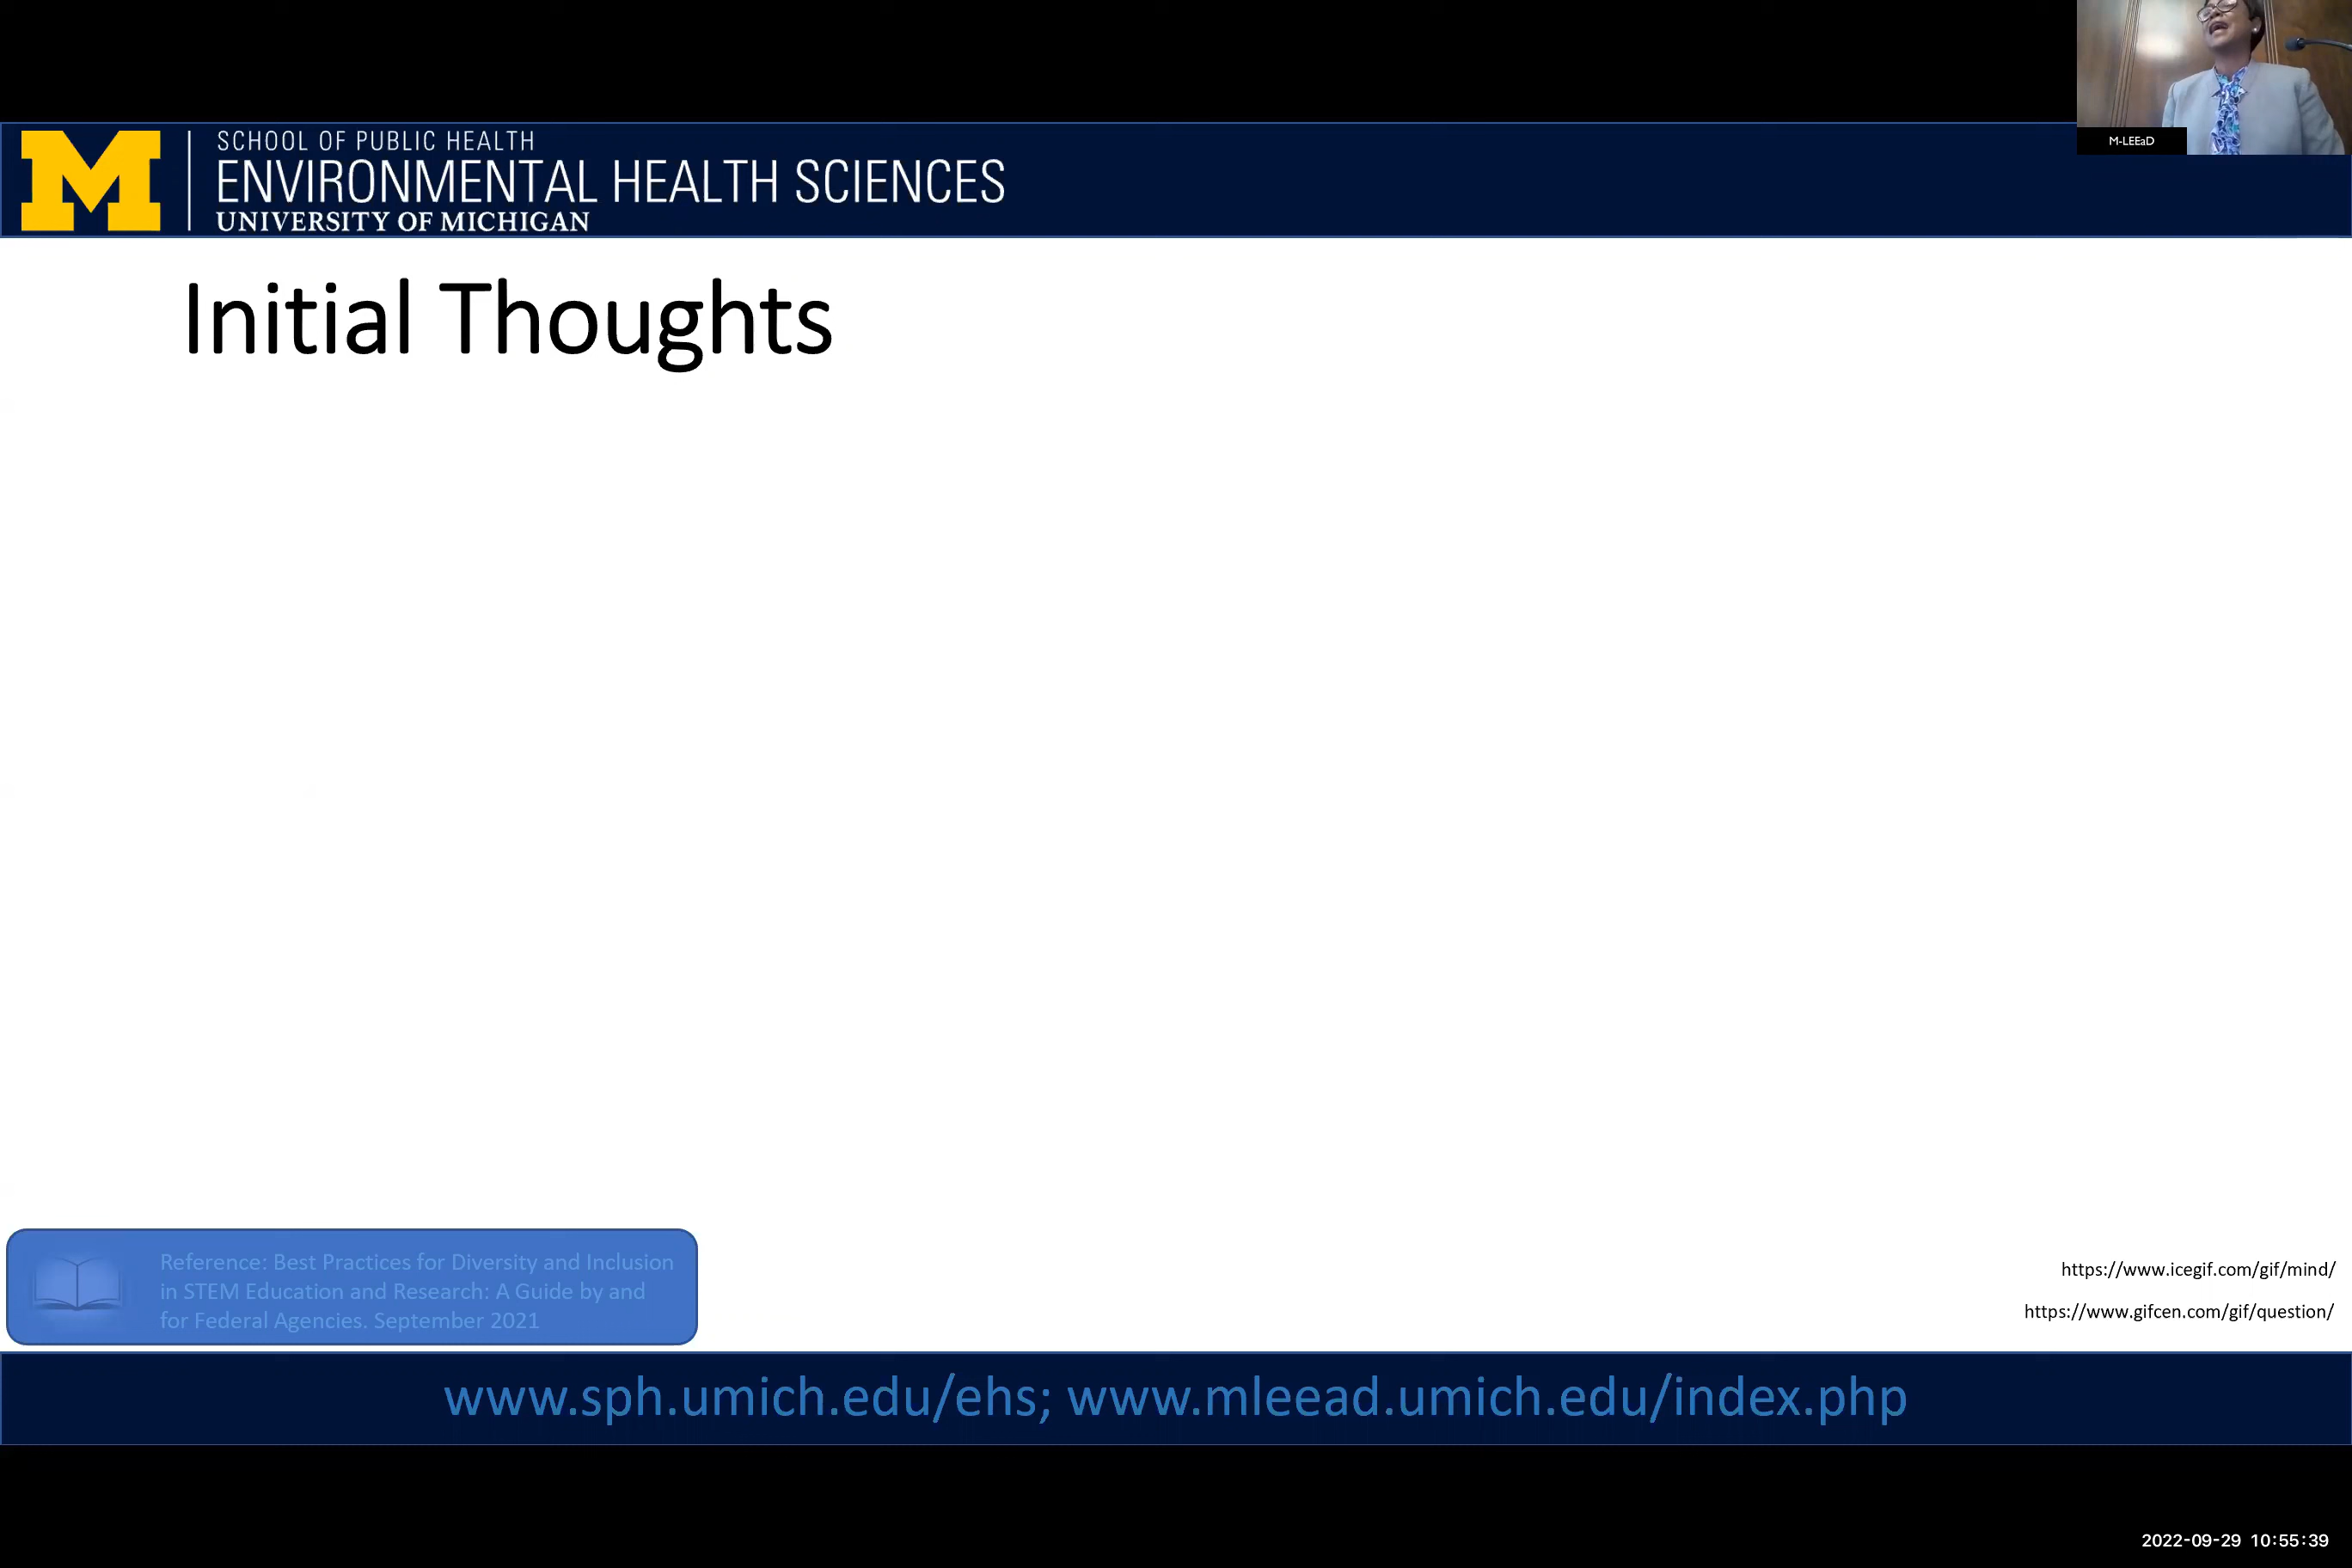 M-LEEaD
M
SCHOOL OF PUBLIC HEALTH
ENVIRONMENTAL HEALTH SCIENCES
UNIVERSITY OF MICHIGAN
Initial Thoughts
Reference: Best Practices for Diversity and Inclusion
in STEM Education and Research: A Guide by and
for Federal Agencies. September 2021
https://www.icegif.com/gif/mind/
https://www.gifcen.com/gif/question/
www.sph.umich.edu/ehs; www.mleead.umich.edu/index.php
2022-09-29 10:55:39